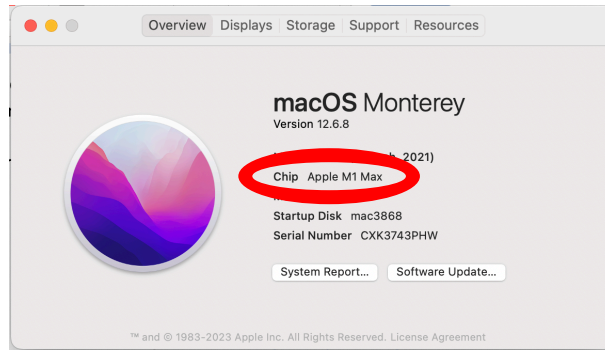 Overview Displays Storage Support Resources
macOS Monterey
Version 12.6.8
2021)
Chip Apple M1 Max
Startup Disk mac3868
Serial Number CXK3743PHW
System Report... Software Update...
™ and © 1983-2023 Apple Inc. All Rights Reserved. License Agreement